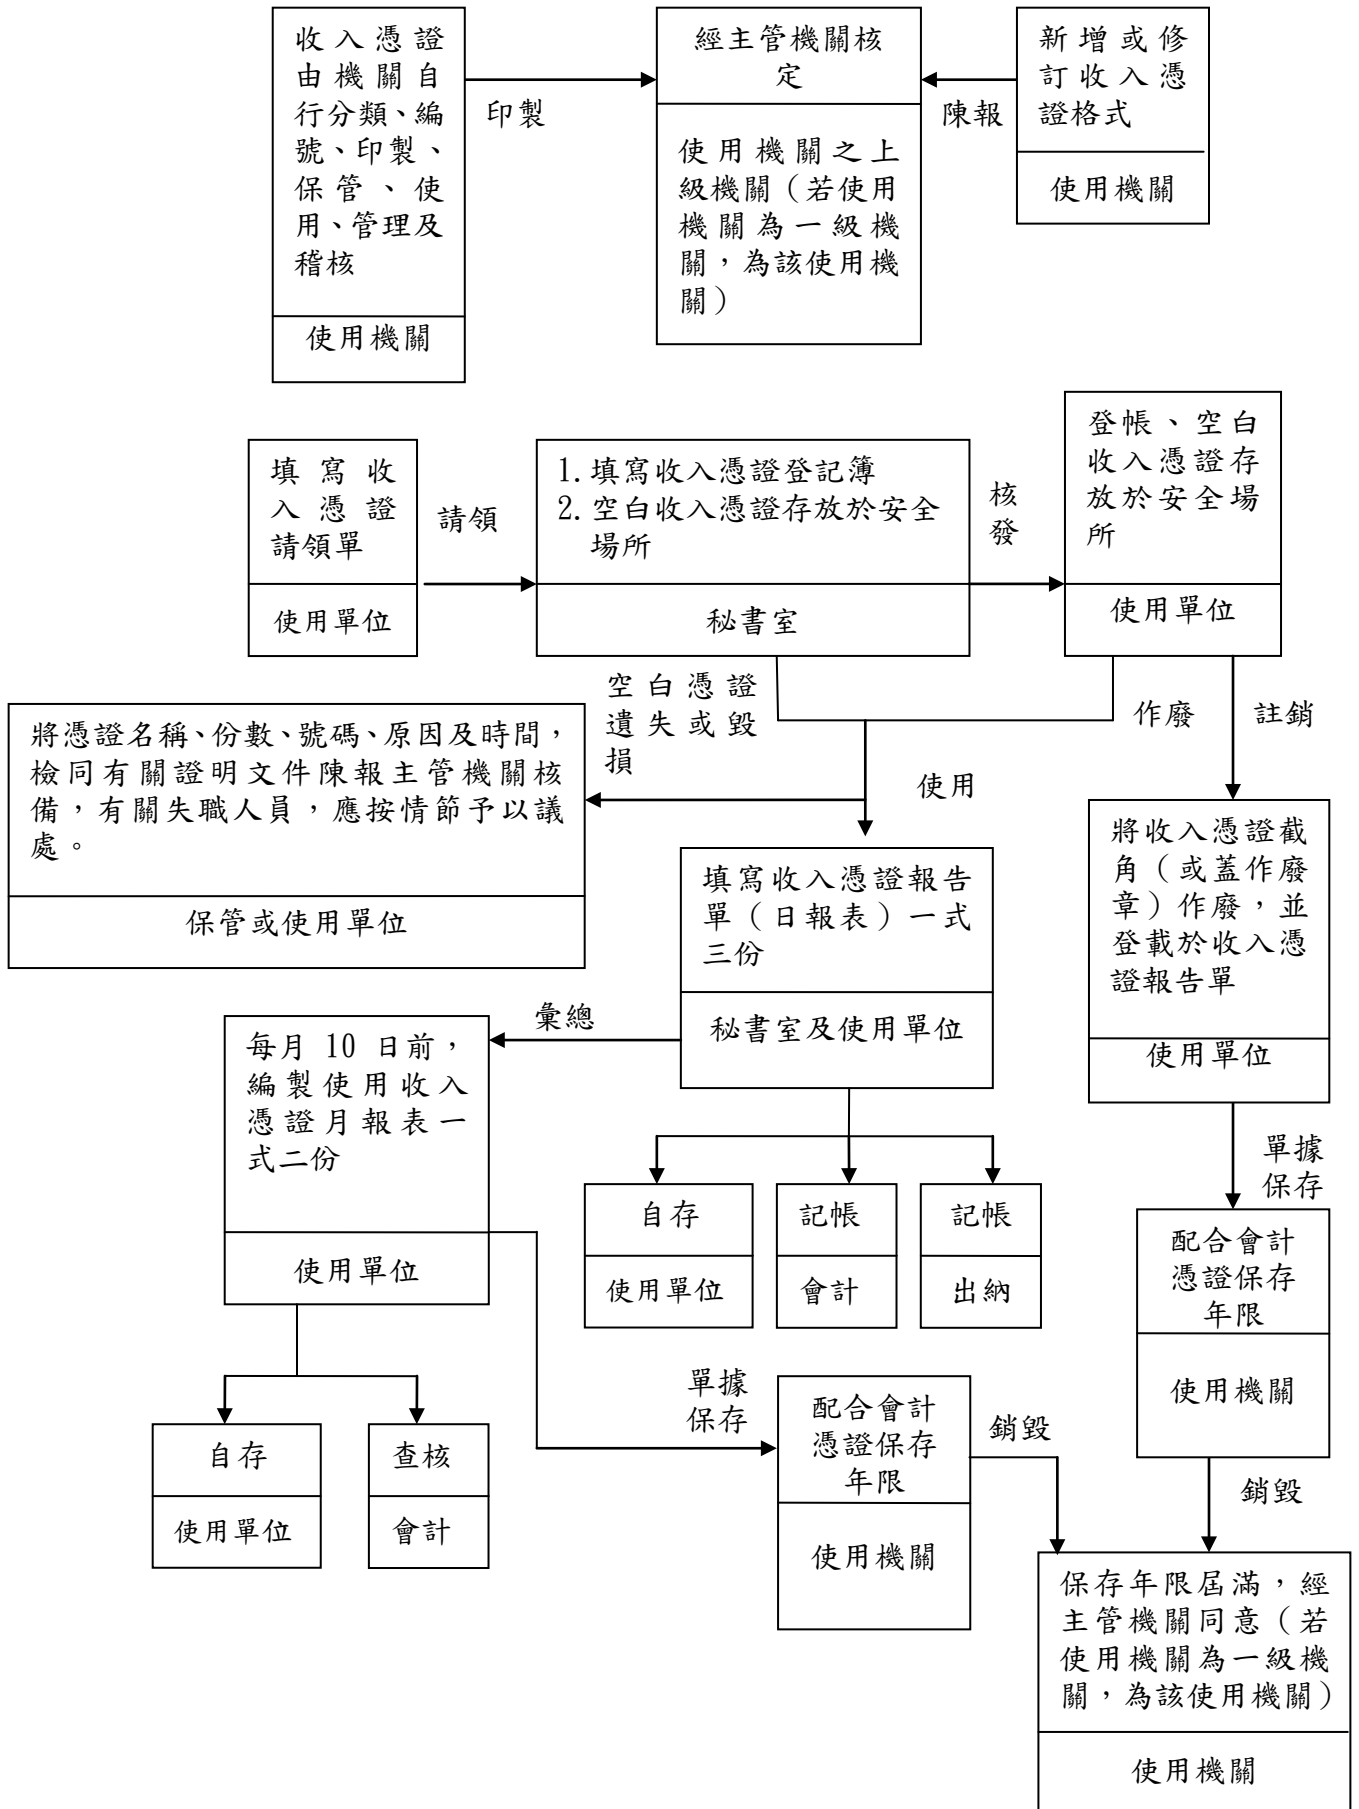 收入憑證
由機關自
行分類、編
號、印製、
保管、使
用、管理及
稽核
使用機關
印製
經主管機關核
定
使用機關之上
級機關（若使用
機關為一級機
關，為該使用機
關）
陳報
新增或修
訂收入憑
證格式
使用機關
填寫收
入憑證
請領單
使用單位
請領
1.填寫收入憑證登記簿
2.空白收入憑證存放於安全
場所
秘書室
核
發
登帳、空白
收入憑證存
放於安全場
所
使用單位
空白憑證
遺失或毀
損
將憑證名稱、份數、號碼、原因及時間，
檢同有關證明文件陳報主管機關核
備，有關失職人員，應按情節予以議
處。
保管或使用單位
使用
作廢
註銷
填寫收入憑證報告
單（日報表）一式
三份
秘書室及使用單位
將收入憑證截
角（或蓋作廢
章）作廢，並
登載於收入憑
證報告單
使用單位
彙總
每月 10 日前，
編製使用收入
憑證月報表一
式二份
使用單位
自存
使用單位
記帳
會計
記帳
出納
單據
保存
配合會計
憑證保存
年限
使用機關
自存
使用單位
查核
會計
單據
保存
配合會計
憑證保存
年限
使用機關
銷毀
銷毀
保存年限屆滿，經
主管機關同意（若
使用機關為一級機
關，為該使用機關）
使用機關